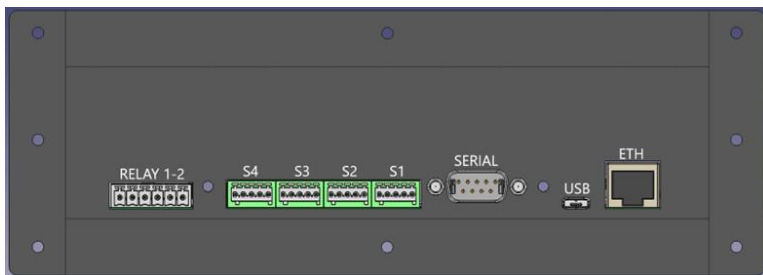 RELAY 1-2
S4
S3
S2
S1
SERIAL
USB
ETH